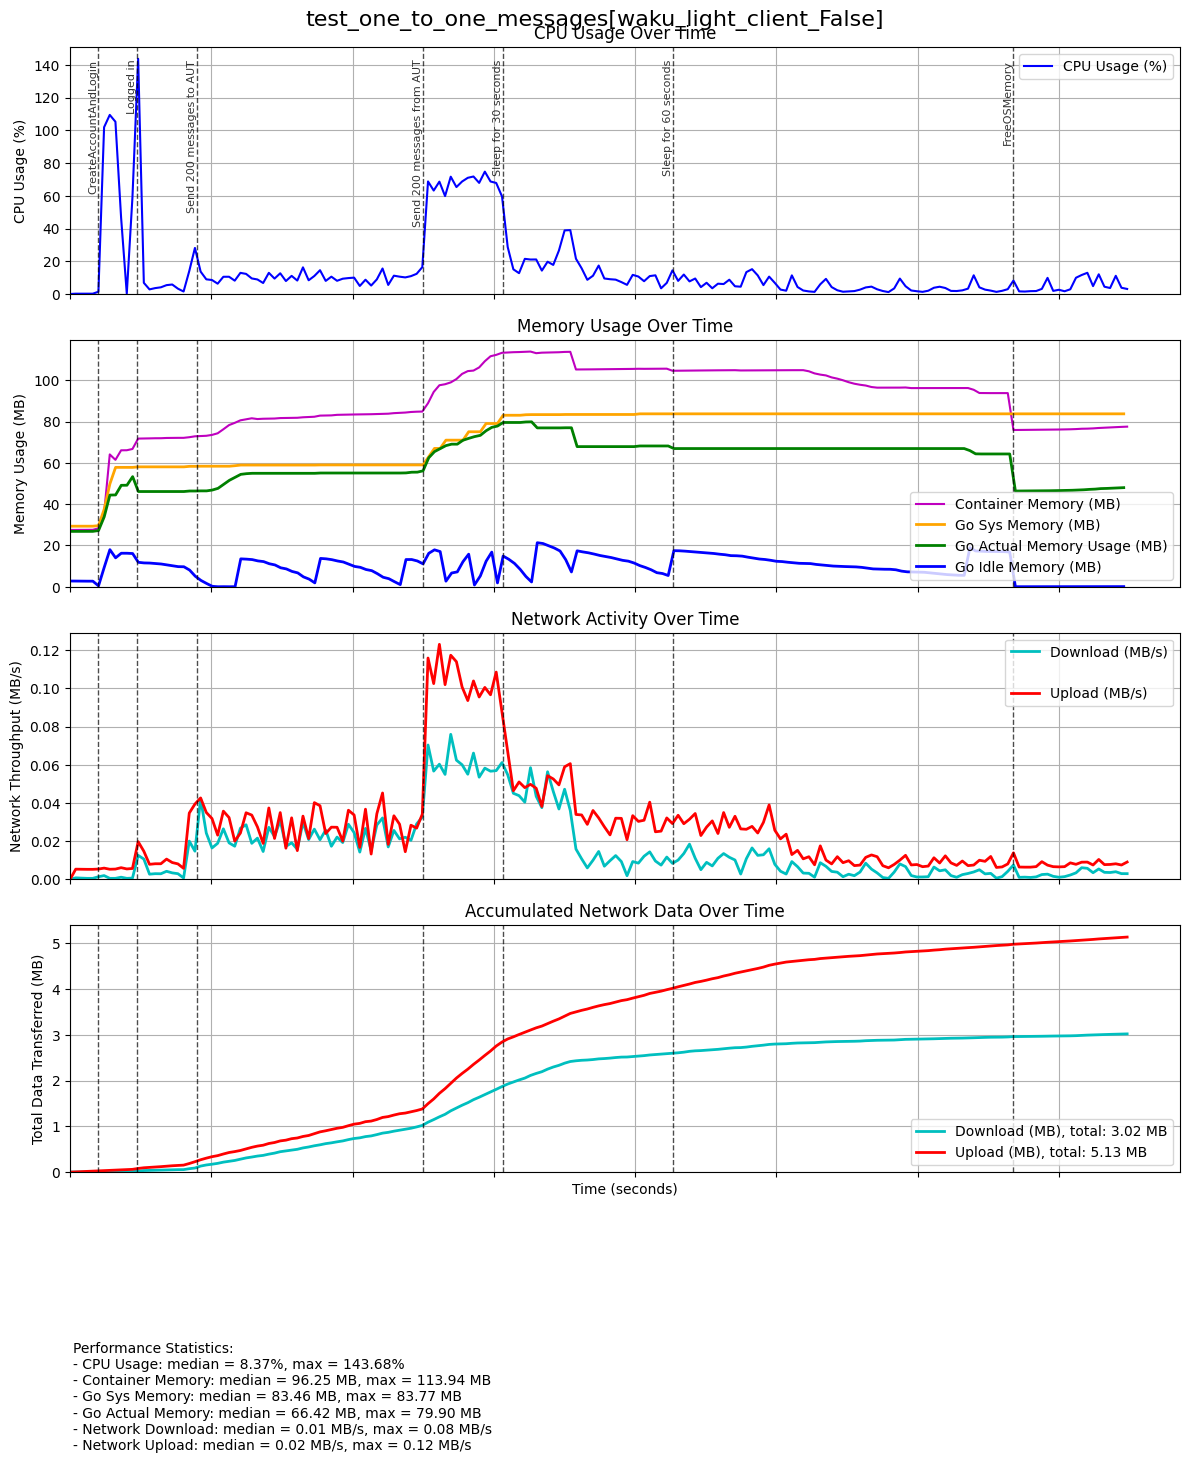 test_one_to_one_messages[waku_light_client_False]
CPU Usage Over Time
CPU Usage (%)
140
120
100
80
60
40
20
0
CreateAccountAndLogin
Logged in
Send 200 messages to AUT
Send 200 messages from AUT
Sleep for 30 seconds
Sleep for 60 seconds
FreeOSMemory
CPU Usage (%)
Memory Usage Over Time
Memory Usage (MB)
100
80
60
40
20
0
Container Memory (MB)
Go Sys Memory (MB)
Go Actual Memory Usage (MB)
Go Idle Memory (MB)
Network Activity Over Time
Network Throughput (MB/s)
0.12
0.10
0.08
0.06
0.04
0.02
0.00
Download (MB/s)
Upload (MB/s)
Accumulated Network Data Over Time
Total Data Transferred (MB)
5
4
3
2
1
0
Download (MB), total: 3.02 MB
Upload (MB), total: 5.13 MB
Time (seconds)
Performance Statistics:
- CPU Usage: median = 8.37%, max = 143.68%
- Container Memory: median = 96.25 MB, max = 113.94 MB
- Go Sys Memory: median = 83.46 MB, max = 83.77 MB
- Go Actual Memory: median = 66.42 MB, max = 79.90 MB
- Network Download: median = 0.01 MB/s, max = 0.08 MB/s
- Network Upload: median = 0.02 MB/s, max = 0.12 MB/s